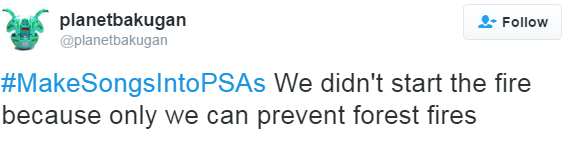 planetbakugan
Follow
@planetbakugan
#MakeSongsIntoPSAs We didn't start the fire
because only we can prevent forest fires